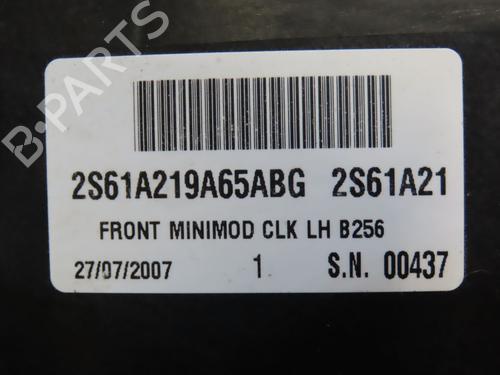 B-PARTS
2S61A219A65ABG 2S61A21
FRONT MINIMOD CLK LH B256
27/07/2007 1 S.N. 00437